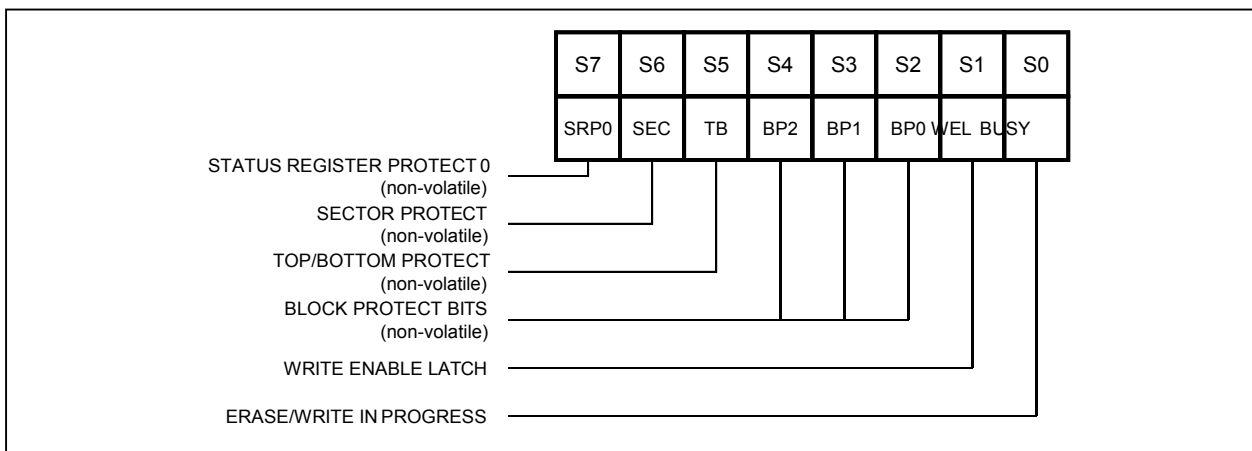 S7 S6 S5 S4 S3 S2 S1 S0
SRP0 SEC TB BP2 BP1 BP0 WEL BUSY
STATUS REGISTER PROTECT 0
(non-volatile)
SECTOR PROTECT
(non-volatile)
TOP/BOTTOM PROTECT
(non-volatile)
BLOCK PROTECT BITS
(non-volatile)
WRITE ENABLE LATCH
ERASE/WRITE IN PROGRESS